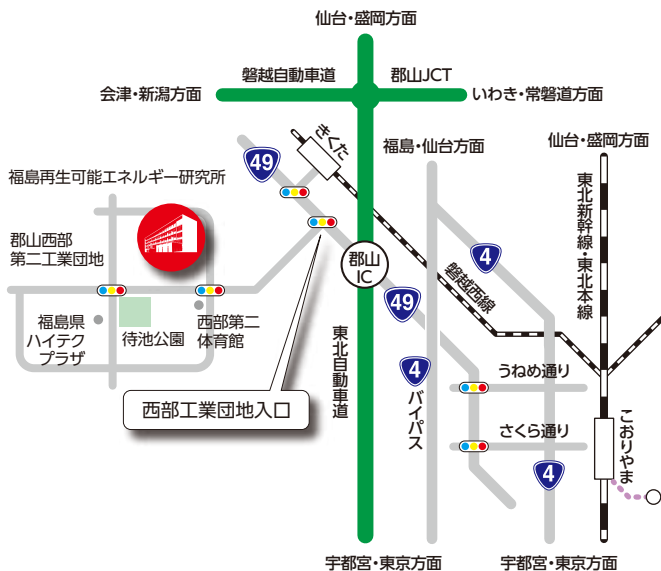 仙台・盛岡方面
磐越自動車道
郡山JCT
会津・新潟方面
いわき・常磐道方面
きくた
福島・仙台方面
仙台・盛岡方面
49
福島再生可能エネルギー研究所
東北新幹線・東北本線
郡山西部
第二工業団地
郡山
IC
4
磐越西線
49
福島県
ハイテク
プラザ
待池公園
西部第二
体育館
東北自動車道
4
バイパス
うねめ通り
西部工業団地入口
さくら通り
こおりやま
4
宇都宮・東京方面
宇都宮・東京方面